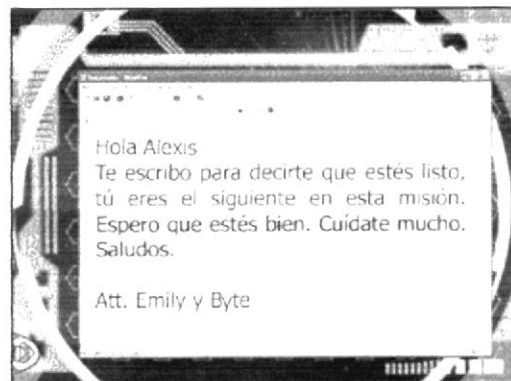 Hola Alexis
Te escribo para decirte que estés listo,
tú eres el siguiente en esta misión.
Espero que estés bien. Cuídate mucho.
Saludos.
Att. Emily y Byte